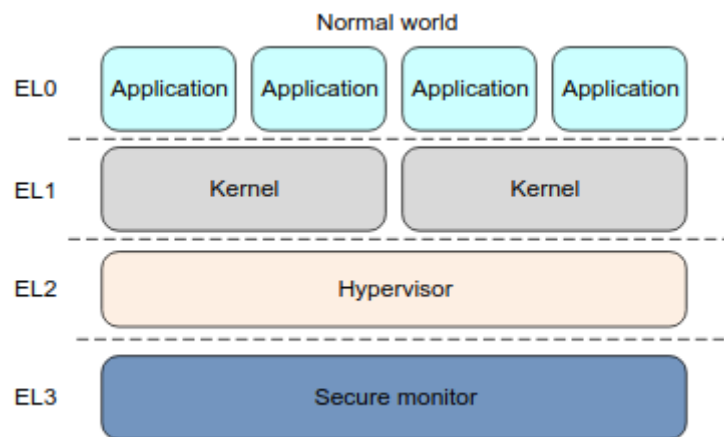 Normal world
EL0 Application Application Application Application
EL1 Kernel Kernel
EL2 Hypervisor
EL3 Secure monitor